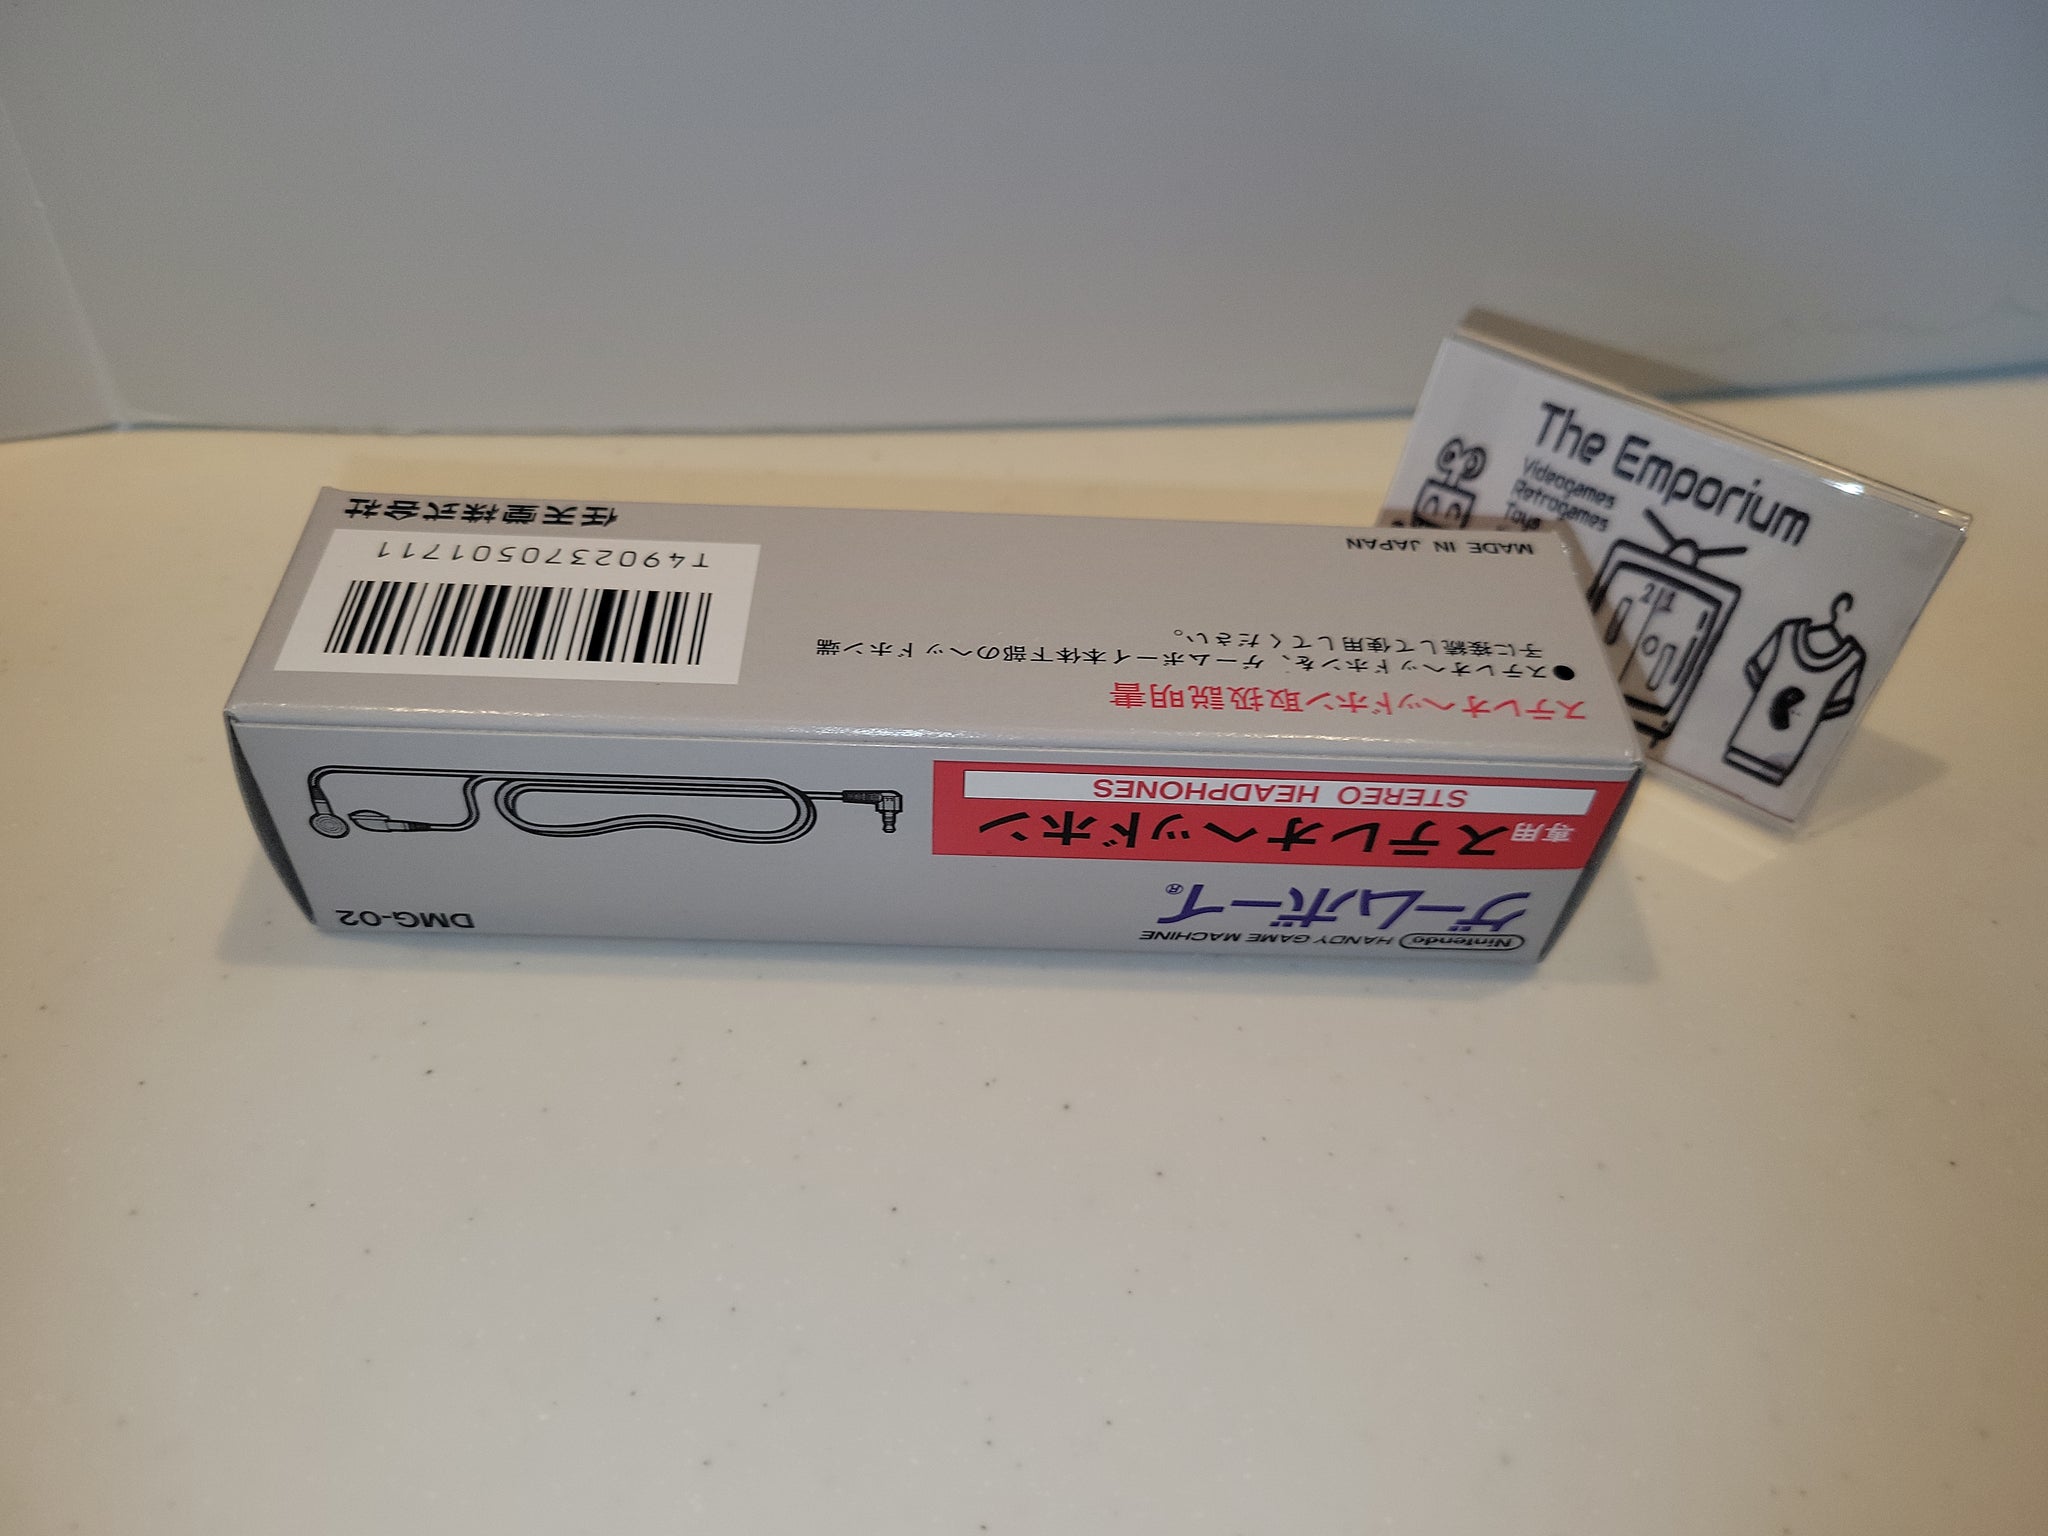 Nintendo HANDY GAME MACHINE
ゲームボーイ®
DMG-02
専用 ステレオヘッドホン
STEREO HEADPHONES
ステレオヘッドホン取扱説明書
●ステレオヘッドホンを、ゲームボーイ本体下部のヘッドホン端
子に接続して使用してください。
MADE IN JAPAN
T4902370501711
任天堂株式会社
The Emporium
Videogames
Retrogames
Toys
2 1